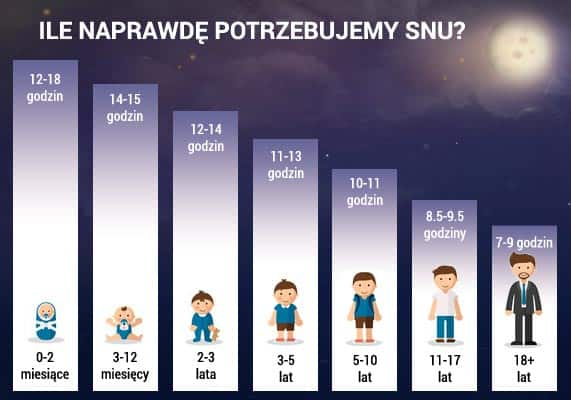 ILE NAPRAWDĘ POTRZEBUJEMY SNU?
12-18
godzin
14-15
godzin
12-14
godzin
11-13
godzin
10-11
godzin
8.5-9.5
godziny
7-9 godzin
0-2
miesiące
3-12
miesięcy
2-3
lata
3-5
lat
5-10
lat
11-17
lat
18+
lat